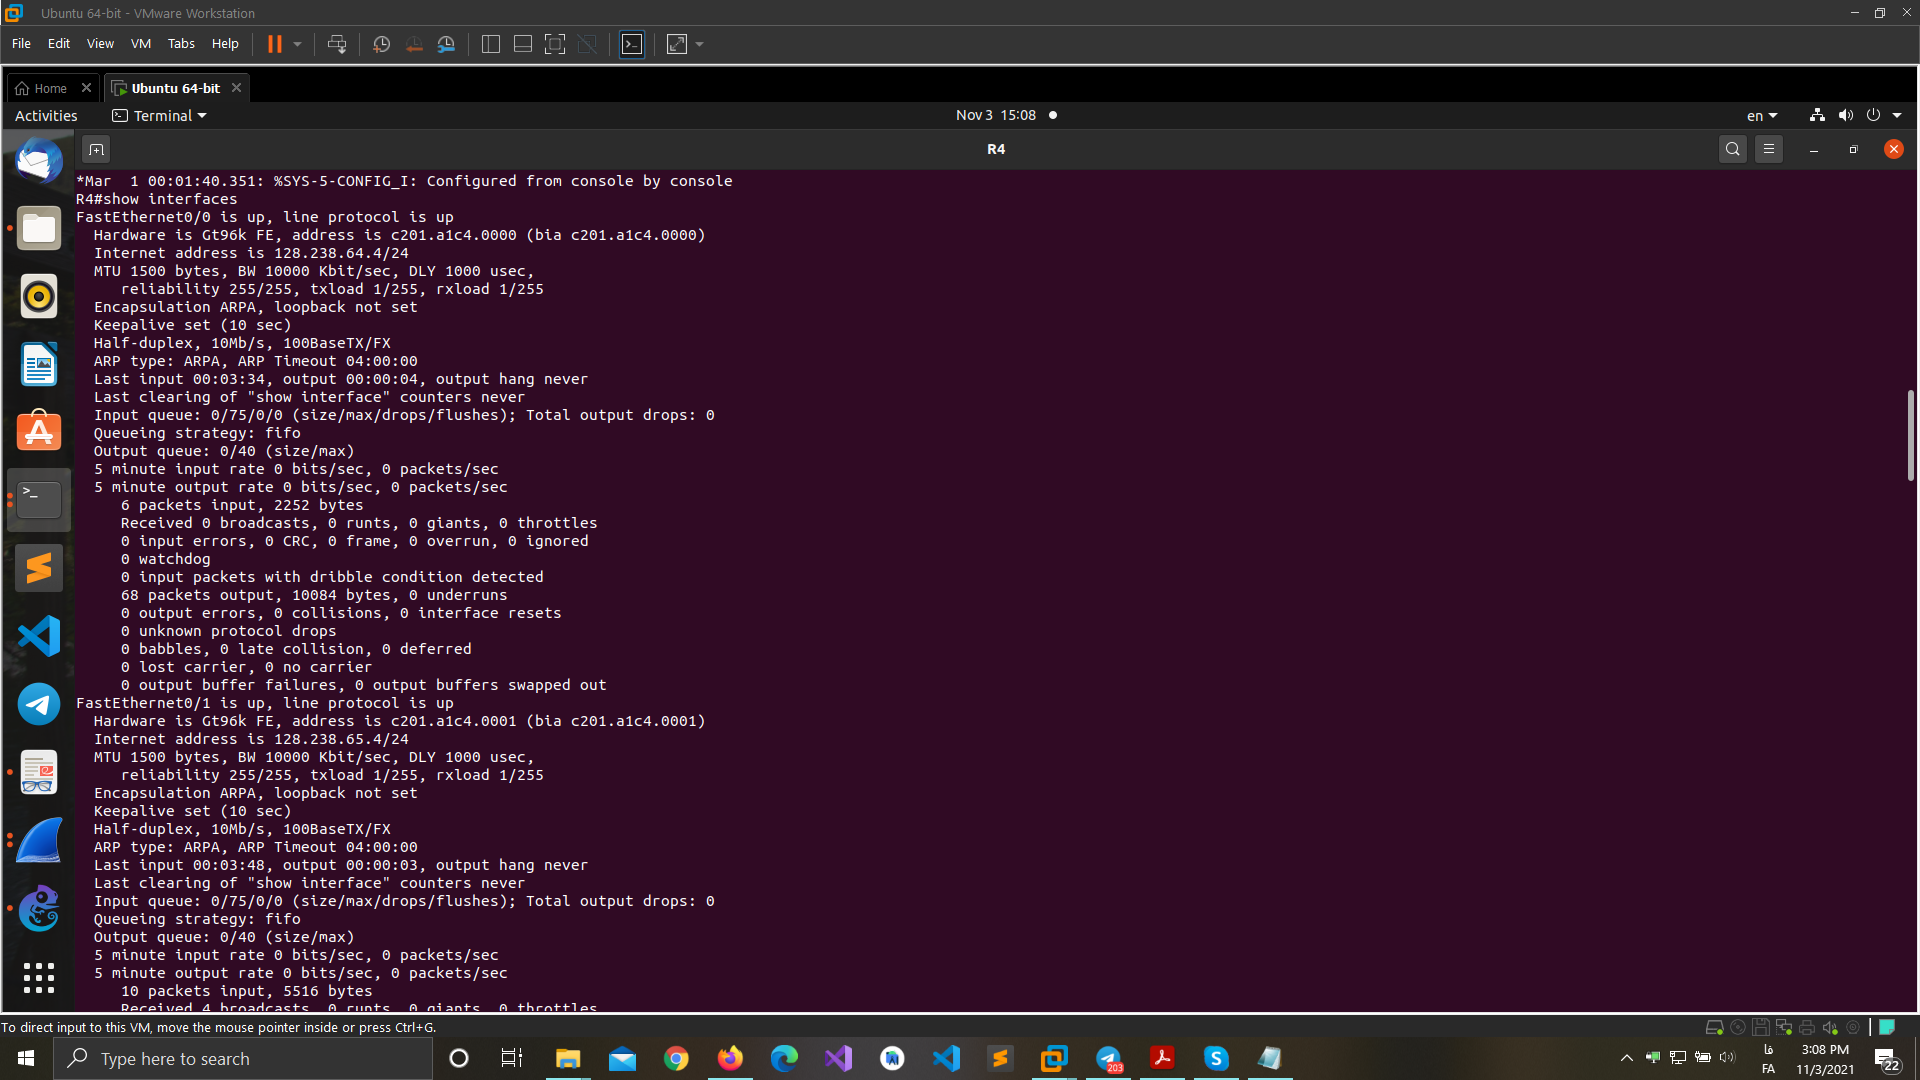 Ubuntu 64-bit - VMware Workstation
File Edit View VM Tabs Help
Home
Ubuntu 64-bit
Activities
Terminal
Nov 3 15:08
en
R4
*Mar  1 00:01:40.351: %SYS-5-CONFIG_I: Configured from console by console
R4#show interfaces
FastEthernet0/0 is up, line protocol is up
  Hardware is Gt96k FE, address is c201.a1c4.0000 (bia c201.a1c4.0000)
  Internet address is 128.238.64.4/24
  MTU 1500 bytes, BW 10000 Kbit/sec, DLY 1000 usec,
     reliability 255/255, txload 1/255, rxload 1/255
  Encapsulation ARPA, loopback not set
  Keepalive set (10 sec)
  Half-duplex, 10Mb/s, 100BaseTX/FX
  ARP type: ARPA, ARP Timeout 04:00:00
  Last input 00:03:34, output 00:00:04, output hang never
  Last clearing of "show interface" counters never
  Input queue: 0/75/0/0 (size/max/drops/flushes); Total output drops: 0
  Queueing strategy: fifo
  Output queue: 0/40 (size/max)
  5 minute input rate 0 bits/sec, 0 packets/sec
  5 minute output rate 0 bits/sec, 0 packets/sec
     6 packets input, 2252 bytes
     Received 0 broadcasts, 0 runts, 0 giants, 0 throttles
     0 input errors, 0 CRC, 0 frame, 0 overrun, 0 ignored
     0 watchdog
     0 input packets with dribble condition detected
     68 packets output, 10084 bytes, 0 underruns
     0 output errors, 0 collisions, 0 interface resets
     0 unknown protocol drops
     0 babbles, 0 late collision, 0 deferred
     0 lost carrier, 0 no carrier
     0 output buffer failures, 0 output buffers swapped out
FastEthernet0/1 is up, line protocol is up
  Hardware is Gt96k FE, address is c201.a1c4.0001 (bia c201.a1c4.0001)
  Internet address is 128.238.65.4/24
  MTU 1500 bytes, BW 10000 Kbit/sec, DLY 1000 usec,
     reliability 255/255, txload 1/255, rxload 1/255
  Encapsulation ARPA, loopback not set
  Keepalive set (10 sec)
  Half-duplex, 10Mb/s, 100BaseTX/FX
  ARP type: ARPA, ARP Timeout 04:00:00
  Last input 00:03:48, output 00:00:03, output hang never
  Last clearing of "show interface" counters never
  Input queue: 0/75/0/0 (size/max/drops/flushes); Total output drops: 0
  Queueing strategy: fifo
  Output queue: 0/40 (size/max)
  5 minute input rate 0 bits/sec, 0 packets/sec
  5 minute output rate 0 bits/sec, 0 packets/sec
     10 packets input, 5516 bytes
     Received 4 broadcasts, 0 runts, 0 giants, 0 throttles
To direct input to this VM, move the mouse pointer inside or press Ctrl+G.
Type here to search
203
فا
FA
3:08 PM
11/3/2021
22